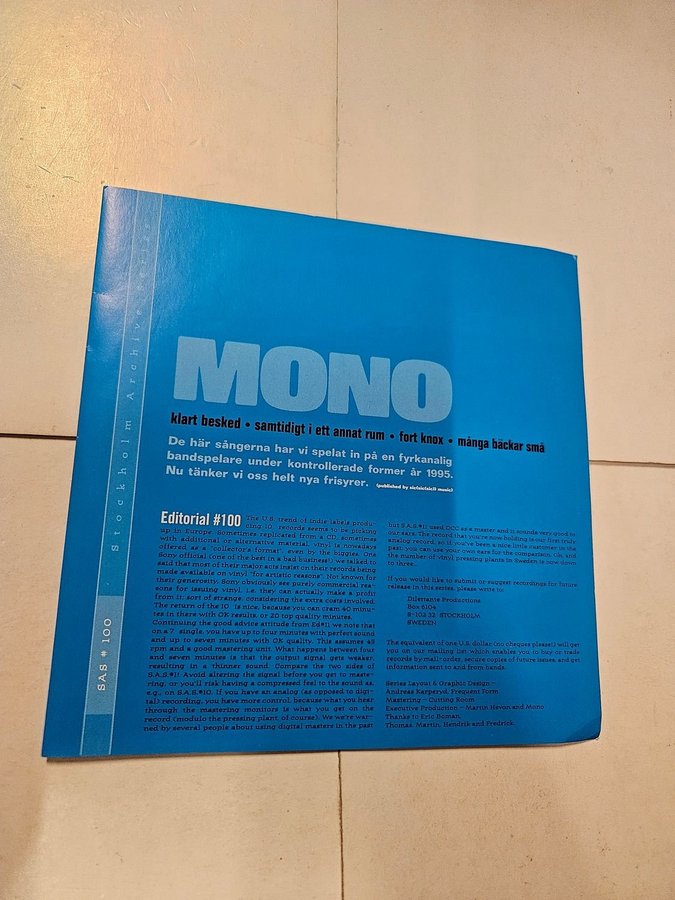 Stockholm Archive Series
SAS # 100
MONO
klart besked • samtidigt i ett annat rum • fort knox • många bäckar små
De här sångerna har vi spelat in på en fyrkanalig
bandspelare under kontrollerade former år 1995.
Nu tänker vi oss helt nya frisyrer. (published by sic(sic(sic)) music)
Editorial #100 The U.S. trend of indie labels produ-
cing 10" records seems to be picking
up in Europe. Sometimes replicated from a CD, sometimes
with additional or alternative material, vinyl is nowadays
offered as a "collector's format", even by the biggies. One
Sony official (one of the best in a bad business!) we talked to
said that most of their major acts insist on their records being
made available on vinyl "for artistic reasons". Not known for
their generosity, Sony obviously see purely commercial rea-
sons for issuing vinyl, i.e. they can actually make a profit
from it; sort of strange, considering the extra costs involved.
The return of the 10" is nice, because you can cram 40 minu-
tes in there with OK results, or 20 top quality minutes.
Continuing the good advice attitude from Ed#11 we note that
on a 7" single, you have up to four minutes with perfect sound
and up to seven minutes with OK quality. This assumes 45
rpm and a good mastering unit. What happens between four
and seven minutes is that the output signal gets weaker,
resulting in a thinner sound. Compare the two sides of
S.A.S.#11! Avoid altering the signal before you get to maste-
ring, or you'll risk having a compressed feel to the sound as,
e.g., on S.A.S.#10. If you have an analog (as opposed to digi-
tal) recording, you have more control, because what you hear
through the mastering monitors is what you get on the
record (modulo the pressing plant of course). We we're war-
ned by several people about using digital masters in the past
but S.A.S.#11 used DCC as a master and it sounds very good to
our ears. The record that you're now holding is our first truly
analog record, so if you've been a nice little customer in the
past, you can use your own ears for the comparison. Oh, and
the number of vinyl pressing plants in Sweden is now down
to three...
If you would like to submit or suggest recordings for future
release in this series, please write to:
Dilettante Productions
Box 6104
S-102 32 STOCKHOLM
SWEDEN
The equivalent of one U.S. dollar (no cheques please!) will get
you on our mailing list which enables you to buy or trade
records by mail-order, secure copies of future issues, and get
information sent to and from bands.
Series Layout & Graphic Design –
Andreas Karperyd, Frequent Form
Mastering – Cutting Room
Executive Production – Martin Hävon and Mono
Thanks to Eric Boman,
Thomas, Martin, Hendrik and Fredrick.